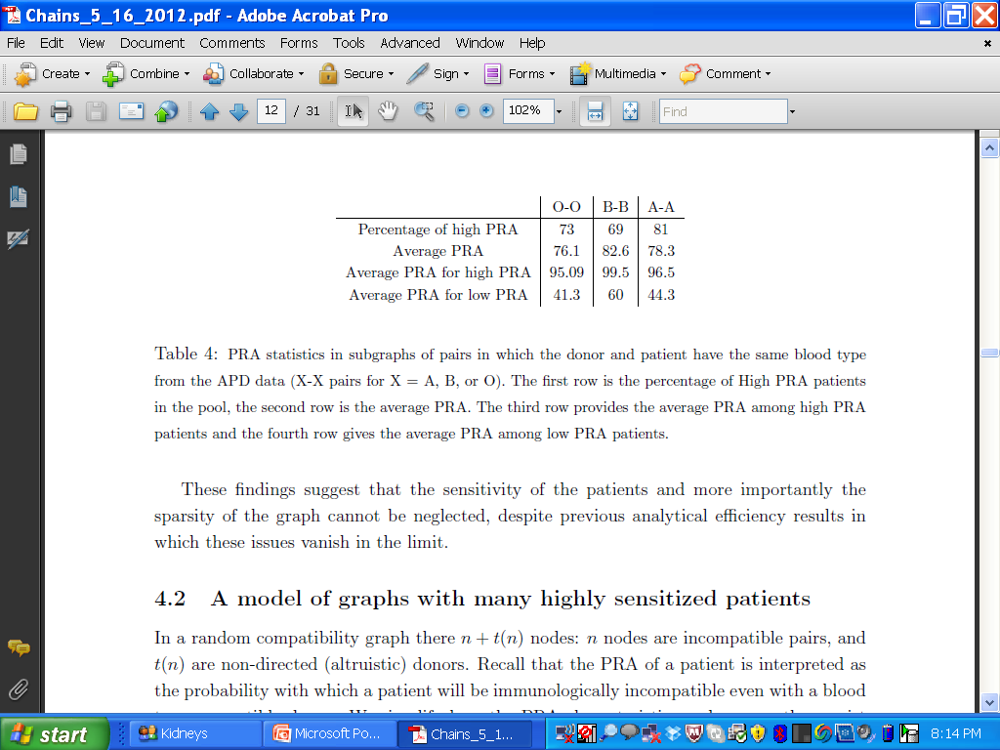 Chains_5_16_2012.pdf - Adobe Acrobat Pro
File Edit View Document Comments Forms Tools Advanced Window Help
Create Combine Collaborate Secure Sign Forms Multimedia Comment
12 / 31 102% Find
O-O B-B A-A
Percentage of high PRA 73 69 81
Average PRA 76.1 82.6 78.3
Average PRA for high PRA 95.09 99.5 96.5
Average PRA for low PRA 41.3 60 44.3
Table 4: PRA statistics in subgraphs of pairs in which the donor and patient have the same blood type
from the APD data (X-X pairs for X = A, B, or O). The first row is the percentage of High PRA patients
in the pool, the second row is the average PRA. The third row provides the average PRA among high PRA
patients and the fourth row gives the average PRA among low PRA patients.
These findings suggest that the sensitivity of the patients and more importantly the
sparsity of the graph cannot be neglected, despite previous analytical efficiency results in
which these issues vanish in the limit.
4.2 A model of graphs with many highly sensitized patients
In a random compatibility graph there n + t(n) nodes: n nodes are incompatible pairs, and
t(n) are non-directed (altruistic) donors. Recall that the PRA of a patient is interpreted as
the probability with which a patient will be immunologically incompatible even with a blood
start Kidneys Microsoft Po... Chains_5_1... 8:14 PM